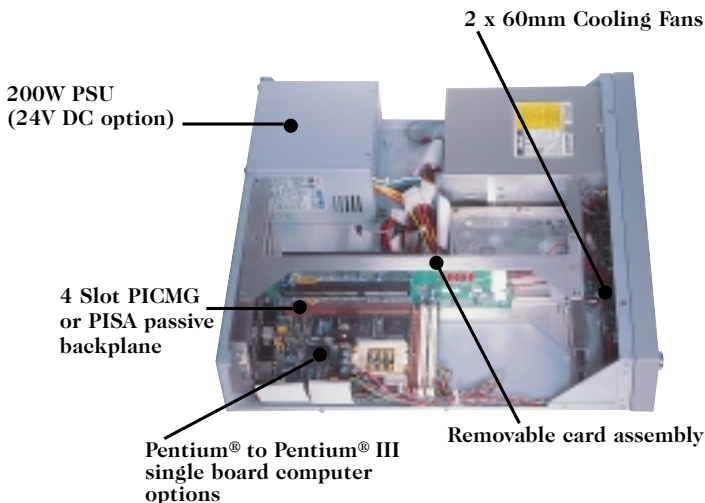 2 x 60mm Cooling Fans
200W PSU
(24V DC option)
4 Slot PICMG
or PISA passive
backplane
Pentium® to Pentium® III
single board computer
options
Removable card assembly